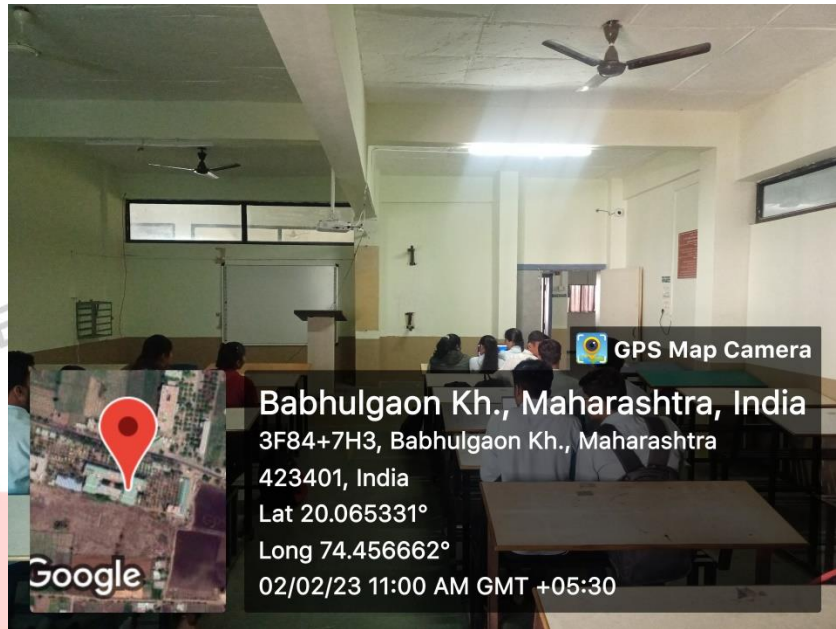 GPS Map Camera
Babhulgaon Kh., Maharashtra, India
3F84+7H3, Babhulgaon Kh., Maharashtra
423401, India
Lat 20.065331°
Long 74.456662°
02/02/23 11:00 AM GMT +05:30
Google